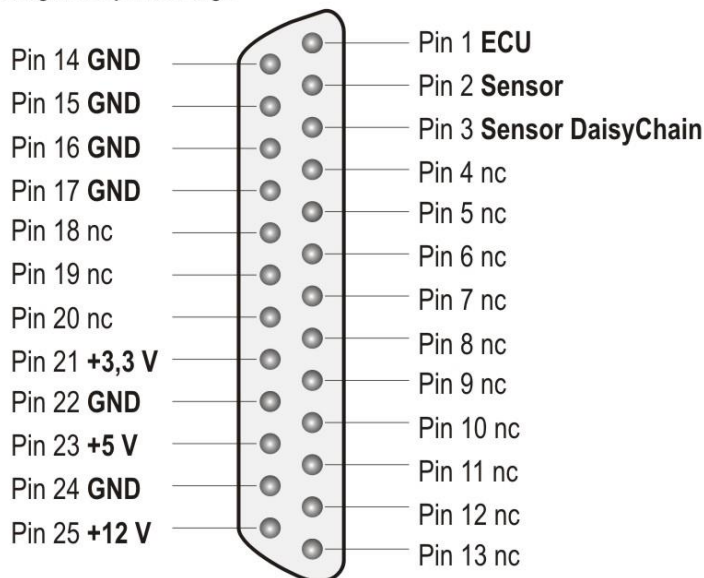 Pin 14 GND
Pin 15 GND
Pin 16 GND
Pin 17 GND
Pin 18 nc
Pin 19 nc
Pin 20 nc
Pin 21 +3,3 V
Pin 22 GND
Pin 23 +5 V
Pin 24 GND
Pin 25 +12 V
Pin 1 ECU
Pin 2 Sensor
Pin 3 Sensor DaisyChain
Pin 4 nc
Pin 5 nc
Pin 6 nc
Pin 7 nc
Pin 8 nc
Pin 9 nc
Pin 10 nc
Pin 11 nc
Pin 12 nc
Pin 13 nc